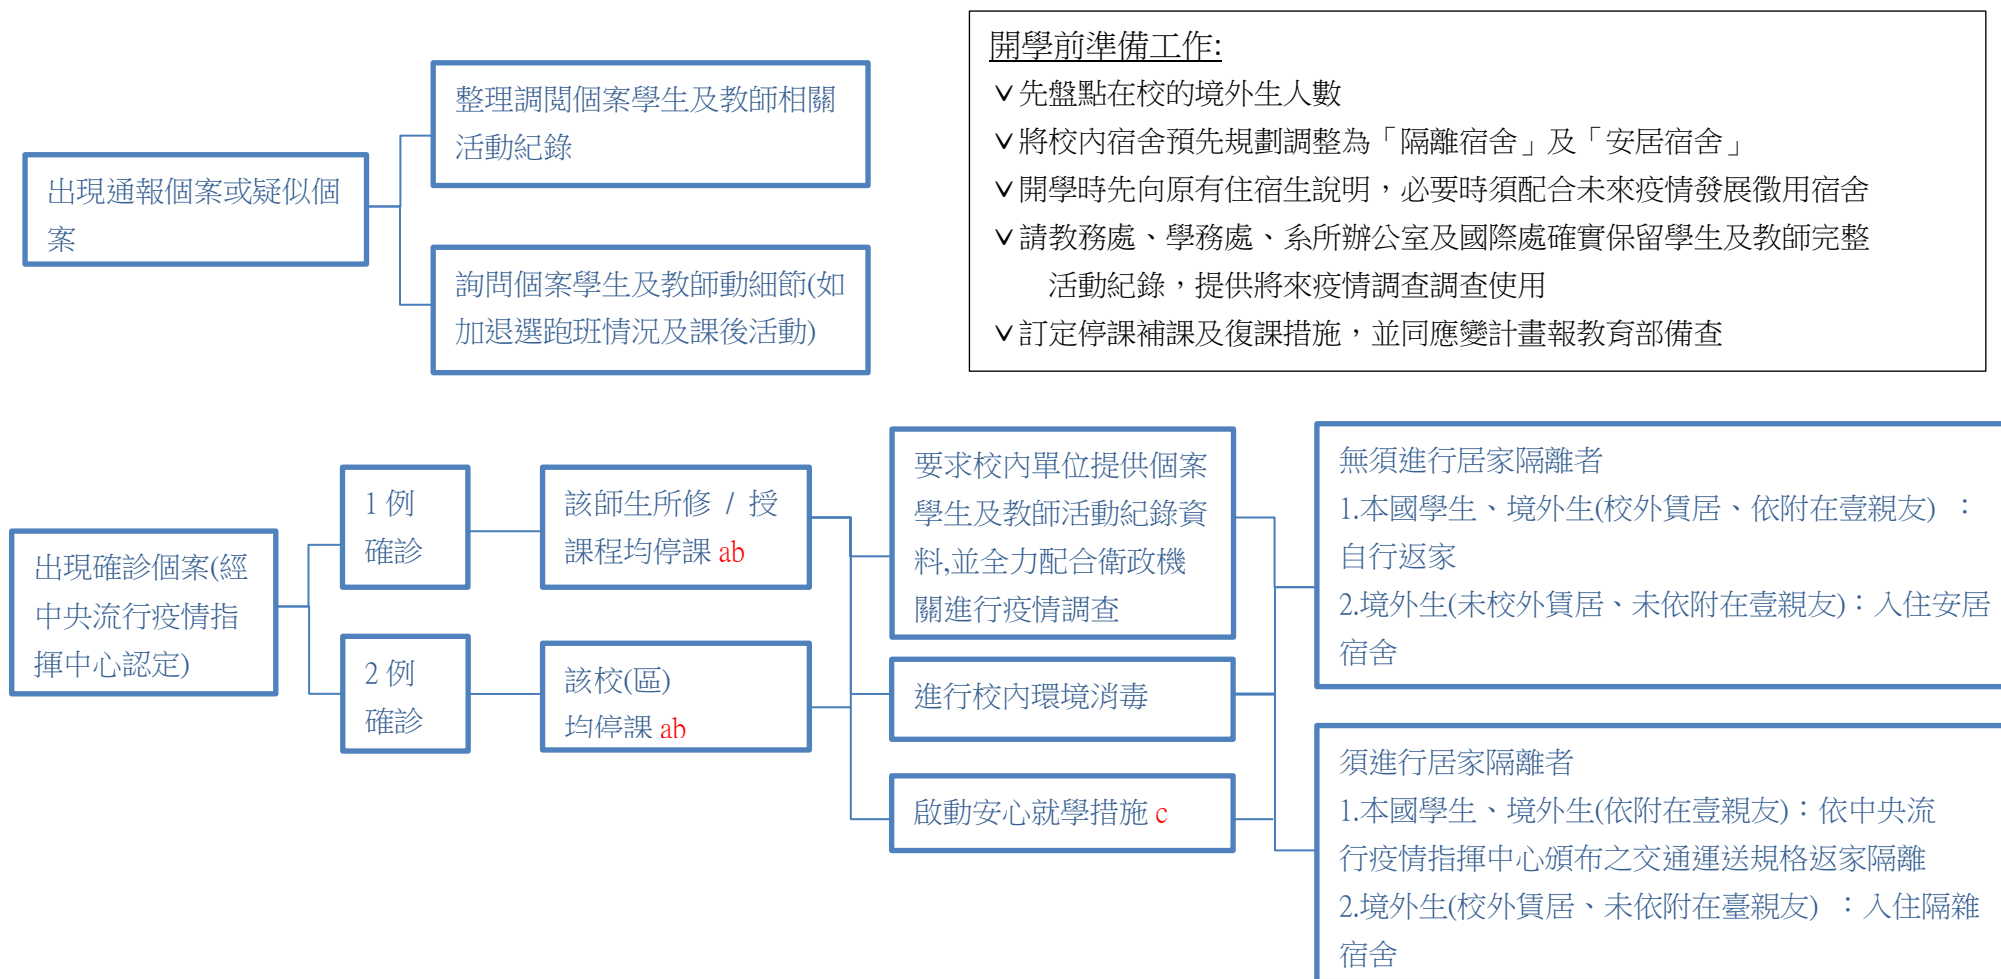 開學前準備工作:
∨先盤點在校的境外生人數
∨將校內宿舍預先規劃調整為「隔離宿舍」及「安居宿舍」
∨開學時先向原有住宿生說明，必要時須配合未來疫情發展徵用宿舍
∨請教務處、學務處、系所辦公室及國際處確實保留學生及教師完整
活動紀錄，提供將來疫情調查調查使用
∨訂定停課補課及復課措施，並同應變計畫報教育部備查
出現通報個案或疑似個
案
整理調閱個案學生及教師相關
活動紀錄
詢問個案學生及教師動細節(如
加退選跑班情況及課後活動)
出現確診個案(經
中央流行疫情指
揮中心認定)
1 例
確診
2 例
確診
該師生所修 / 授
課程均停課 ab
該校(區)
均停課 ab
要求校內單位提供個案
學生及教師活動紀錄資
料,並全力配合衛政機
關進行疫情調查
進行校內環境消毒
啟動安心就學措施 c
無須進行居家隔離者
1.本國學生、境外生(校外賃居、依附在壹親友) ：
自行返家
2.境外生(未校外賃居、未依附在壹親友)：入住安居
宿舍
須進行居家隔離者
1.本國學生、境外生(依附在壹親友)：依中央流
行疫情指揮中心頒布之交通運送規格返家隔離
2.境外生(校外賃居、未依附在臺親友) ：入住隔雜
宿舍